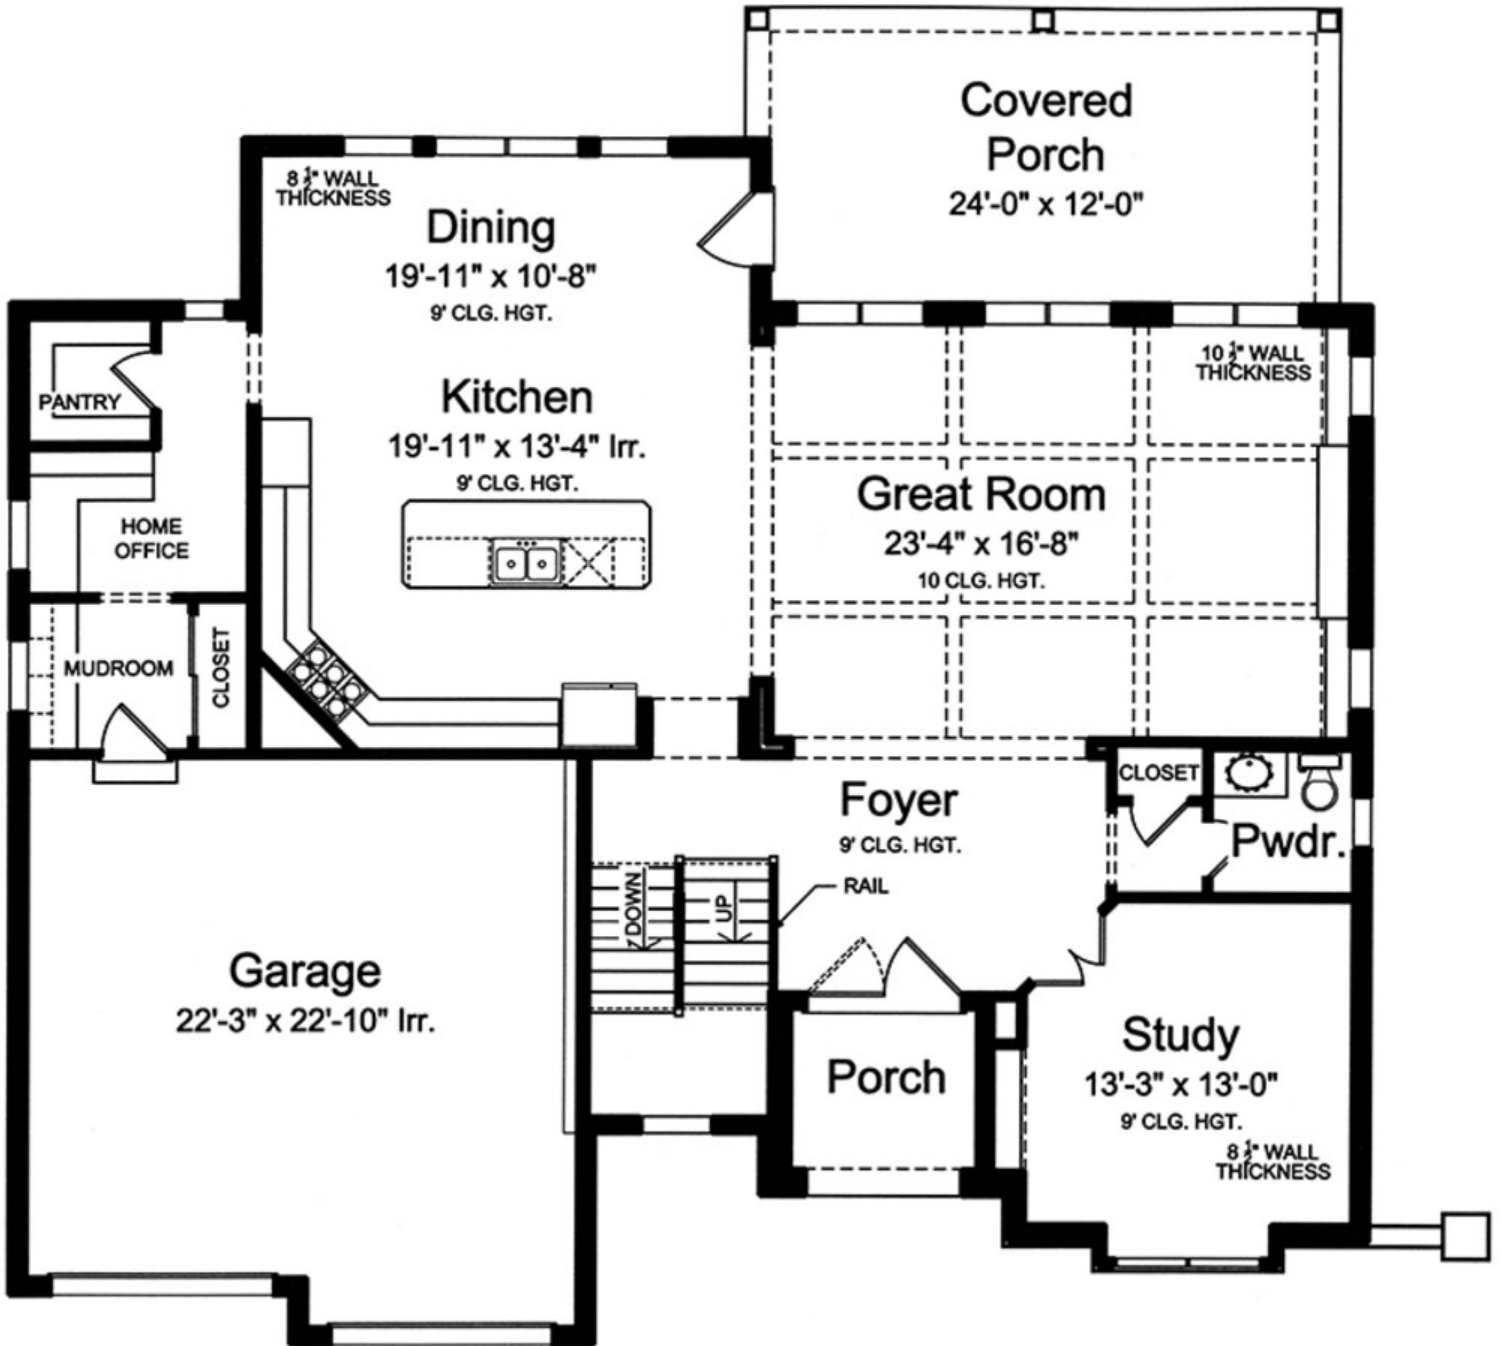 Covered
Porch
24'-0" x 12'-0"
8 ½" WALL
THICKNESS
Dining
19'-11" x 10'-8"
9' CLG. HGT.
10 ½" WALL
THICKNESS
PANTRY
Kitchen
19'-11" x 13'-4" Irr.
9' CLG. HGT.
Great Room
23'-4" x 16'-8"
10 CLG. HGT.
HOME
OFFICE
MUDROOM
CLOSET
CLOSET
Foyer
9' CLG. HGT.
Pwdr.
RAIL
DOWN
UP
Garage
22'-3" x 22'-10" Irr.
Porch
Study
13'-3" x 13'-0"
9' CLG. HGT.
8 ½" WALL
THICKNESS